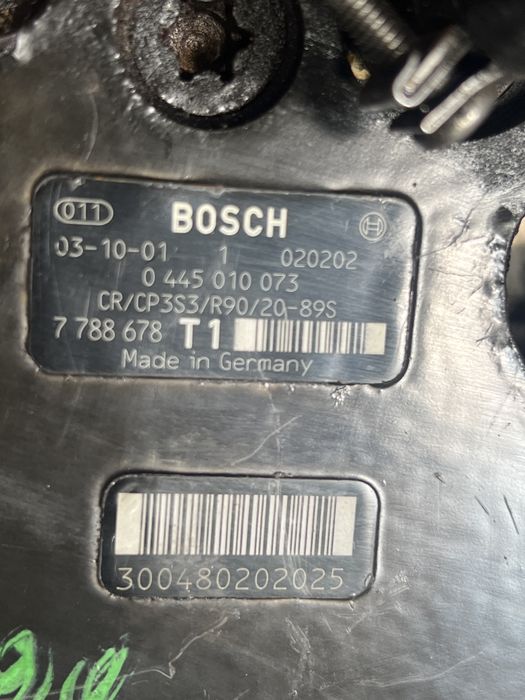 011 BOSCH
03-10-01 1 020202
0 445 010 073
CR/CP3S3/R90/20-89S
7 788 678 T1
Made in Germany
300480202025